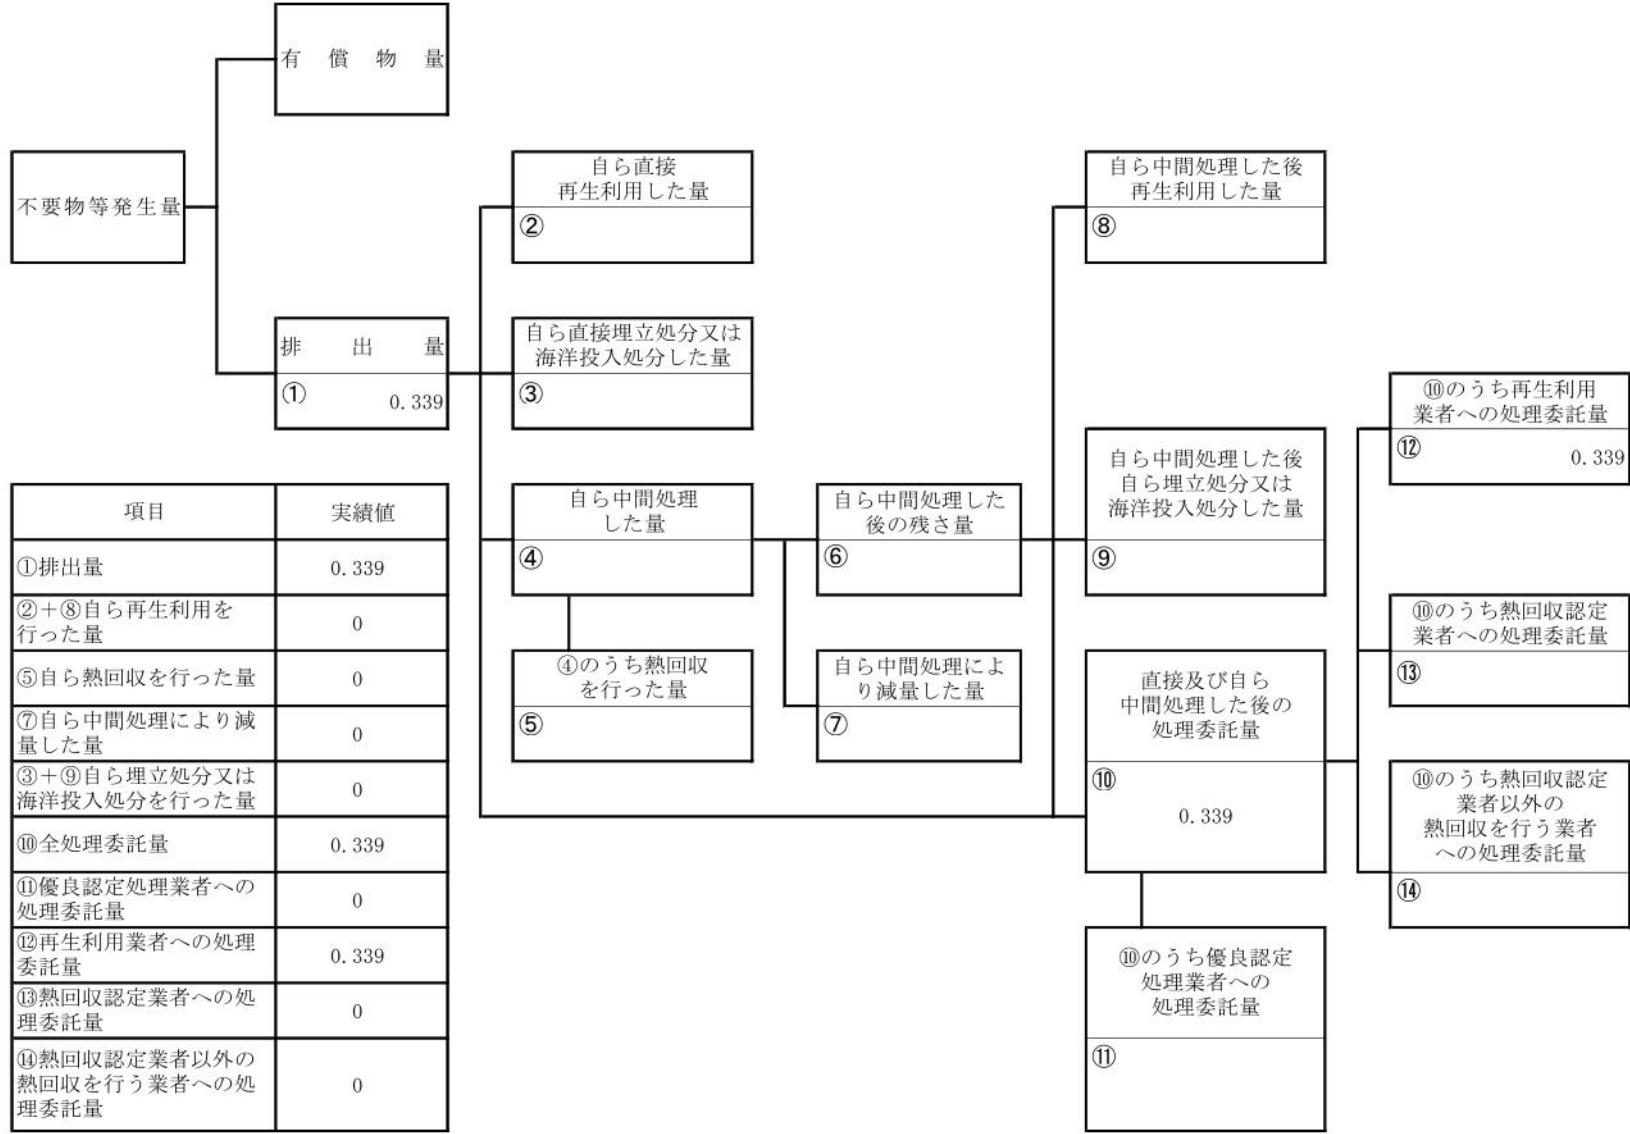 有償物量
不要物等発生量
排出量
① 0.339
自ら直接
再生利用した量
②
自ら直接埋立処分又は
海洋投入処分した量
③
自ら中間処理
した量
④
④のうち熱回収
を行った量
⑤
自ら中間処理した
後の残さ量
⑥
自ら中間処理によ
り減量した量
⑦
自ら中間処理した後
再生利用した量
⑧
自ら中間処理した後
自ら埋立処分又は
海洋投入処分した量
⑨
直接及び自ら
中間処理した後の
処理委託量
⑩
0.339
⑩のうち優良認定
処理業者への
処理委託量
⑪
⑩のうち再生利用
業者への処理委託量
⑫ 0.339
⑩のうち熱回収認定
業者への処理委託量
⑬
⑩のうち熱回収認定
業者以外の
熱回収を行う業者
への処理委託量
⑭
項目 実績値
①排出量 0.339
②+⑧自ら再生利用を
行った量 0
⑤自ら熱回収を行った量 0
⑦自ら中間処理により減
量した量 0
③+⑨自ら埋立処分又は
海洋投入処分を行った量 0
⑩全処理委託量 0.339
⑪優良認定処理業者への
処理委託量 0
⑫再生利用業者への処理
委託量 0.339
⑬熱回収認定業者への処
理委託量 0
⑭熱回収認定業者以外の
熱回収を行う業者への処 0
理委託量